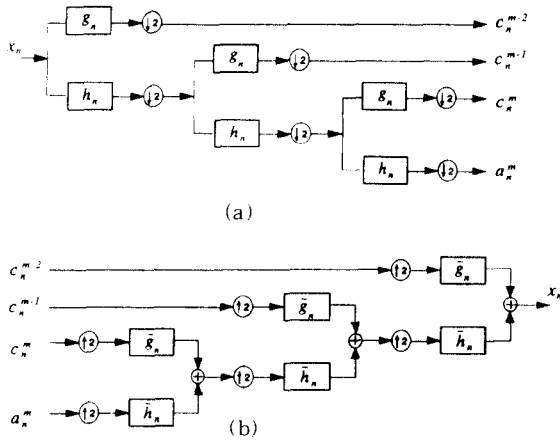 g_n ↓2 c_n^{m-2}
x_n g_n ↓2 c_n^{m-1}
h_n ↓2 g_n ↓2 c_n^m
h_n ↓2
h_n ↓2 a_n^m
(a)
c_n^{m-2} ↑2 g̃_n
c_n^{m-1} ↑2 g̃_n + x_n
c_n^m ↑2 g̃_n + ↑2 h̃_n
+ ↑2 h̃_n
a_n^m ↑2 h̃_n
(b)